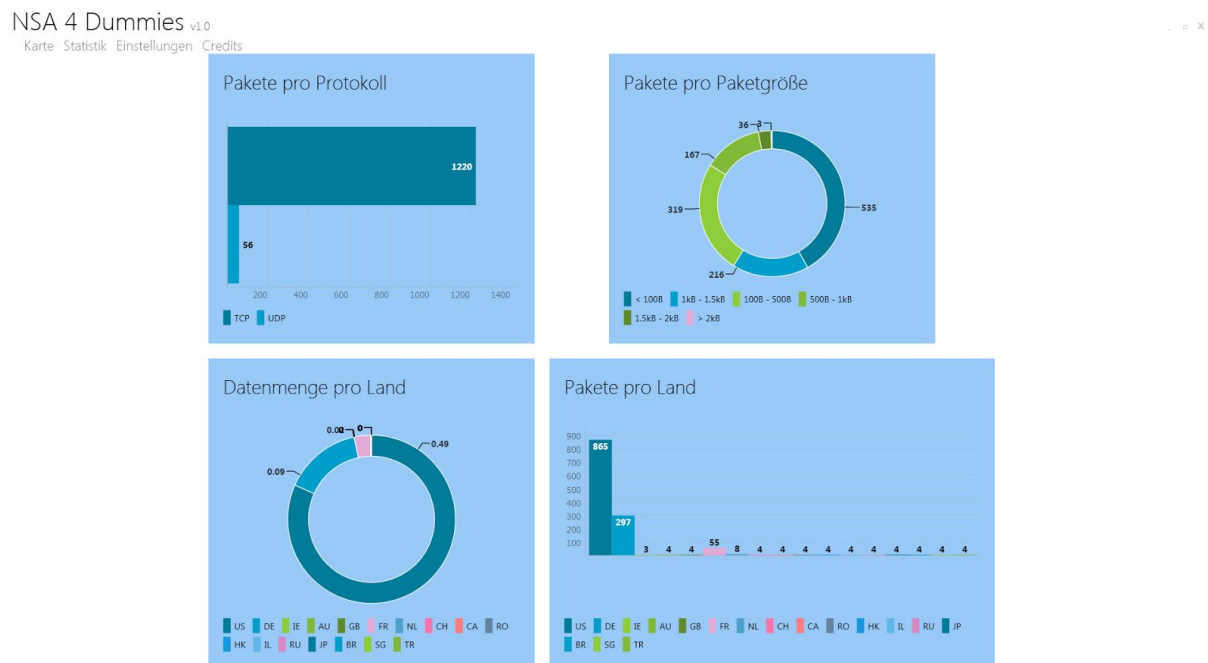 NSA 4 Dummies v1.0
Karte Statistik Einstellungen Credits
Pakete pro Protokoll
1220
56
200 400 600 800 1000 1200 1400
TCP UDP
Pakete pro Paketgröße
36 3
167
535
319
216
< 100B 1kB - 1.5kB 100B - 500B 500B - 1kB
1.5kB - 2kB > 2kB
Datenmenge pro Land
0
0.49
0.09
US DE IE AU GB FR NL CH CA RO
HK IL RU JP BR SG TR
Pakete pro Land
900
865
800
700
600
500
400
300
297
200
100
3 4 4 55 8 4 4 4 4 4 4 4 4 4 4
US DE IE AU GB FR NL CH CA RO HK IL RU JP
BR SG TR